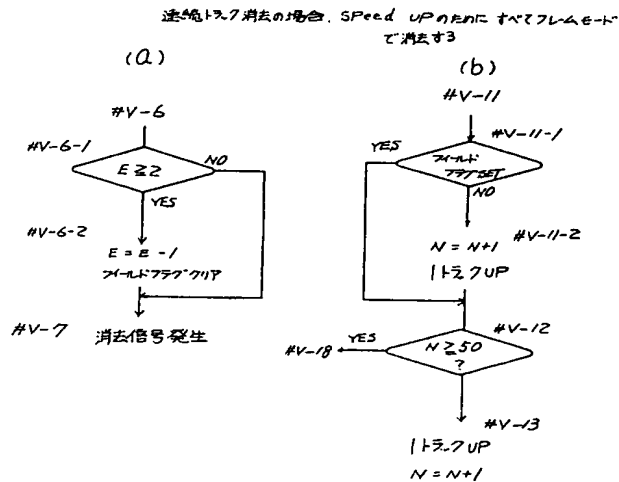 連続トラック消去の場合、SPeed UPのために すべてフレームモード
で消去する
(a)
#V-6
#V-6-1
E≧2
NO
YES
#V-6-2
E=E-1
フィールドフラグクリア
#V-7 消去信号発生
(b)
#V-11
#V-11-1
YES
フィールド
フラグSET
NO
N=N+1 #V-11-2
1トラックUP
#V-12
#V-18 YES
N≧50
?
#V-13
1トラックUP
N=N+1